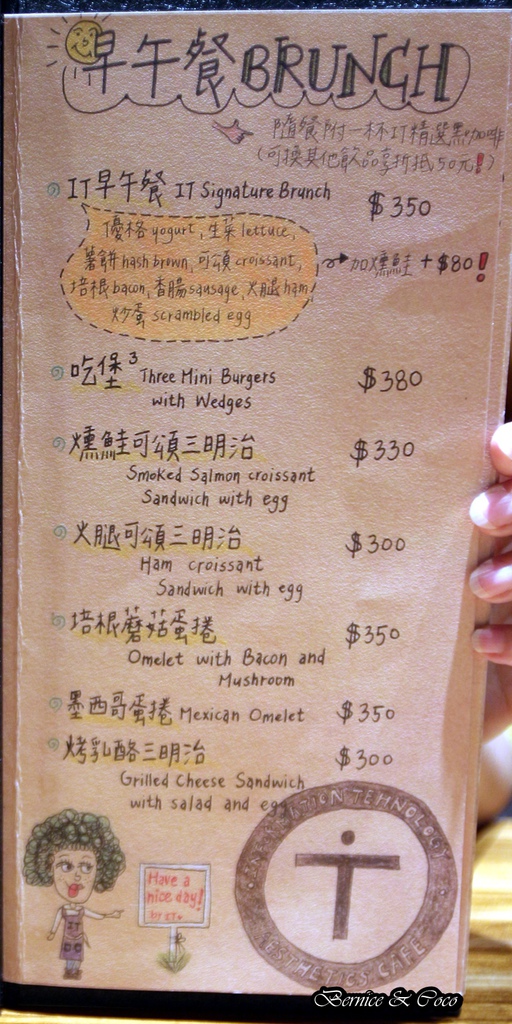 早午餐 BRUNCH
隨餐附一杯IT精選黑咖啡
(可換其他飲品享折抵50元!)
IT早午餐 IT Signature Brunch $350
優格 yogurt, 生菜 lettuce,
薯餅 hash brown, 可頌 croissant,
培根 bacon, 香腸 sausage, 火腿 ham
炒蛋 scrambled egg
加燻鮭 + $80!
吃堡3 Three Mini Burgers
with Wedges
$380
燻鮭可頌三明治 $330
Smoked Salmon croissant
Sandwich with egg
火腿可頌三明治 $300
Ham croissant
Sandwich with egg
培根蘑菇蛋捲 $350
Omelet with Bacon and
Mushroom
墨西哥蛋捲 Mexican Omelet $350
烤乳酪三明治 $300
Grilled Cheese Sandwich
with salad and egg
Have a
nice day!
by IT
IT
INFORMATION TEHNOLOGY
AESTHETICS CAFE
Bernice & Coco